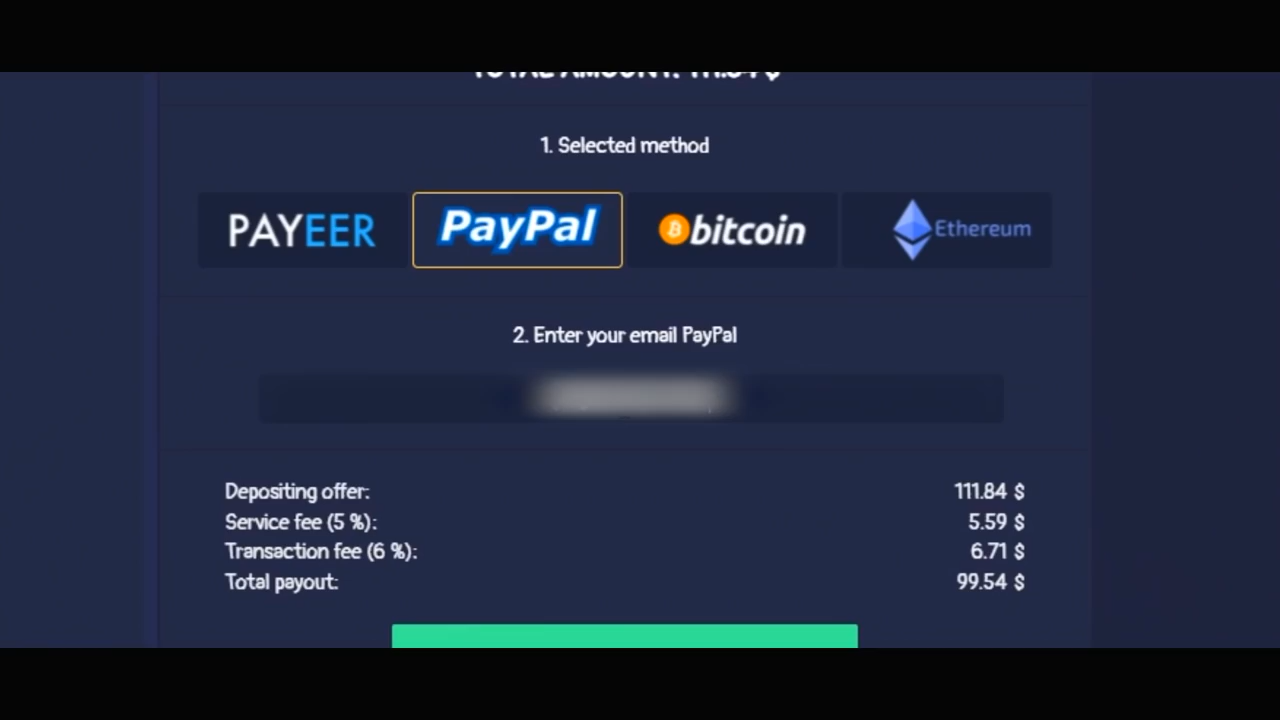 1. Selected method
PAYEER PayPal bitcoin Ethereum
2. Enter your email PayPal
Depositing offer: 111.84 $
Service fee (5 %): 5.59 $
Transaction fee (6 %): 6.71 $
Total payout: 99.54 $